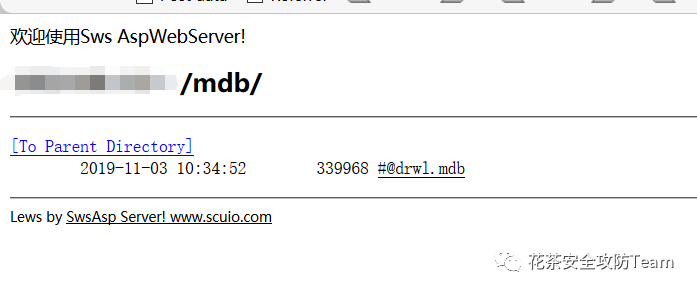 欢迎使用Sws AspWebServer!
/mdb/
[To Parent Directory]
2019-11-03 10:34:52 339968 #@drwl.mdb
Lews by SwsAsp Server! www.scuio.com
花茶安全攻防Team